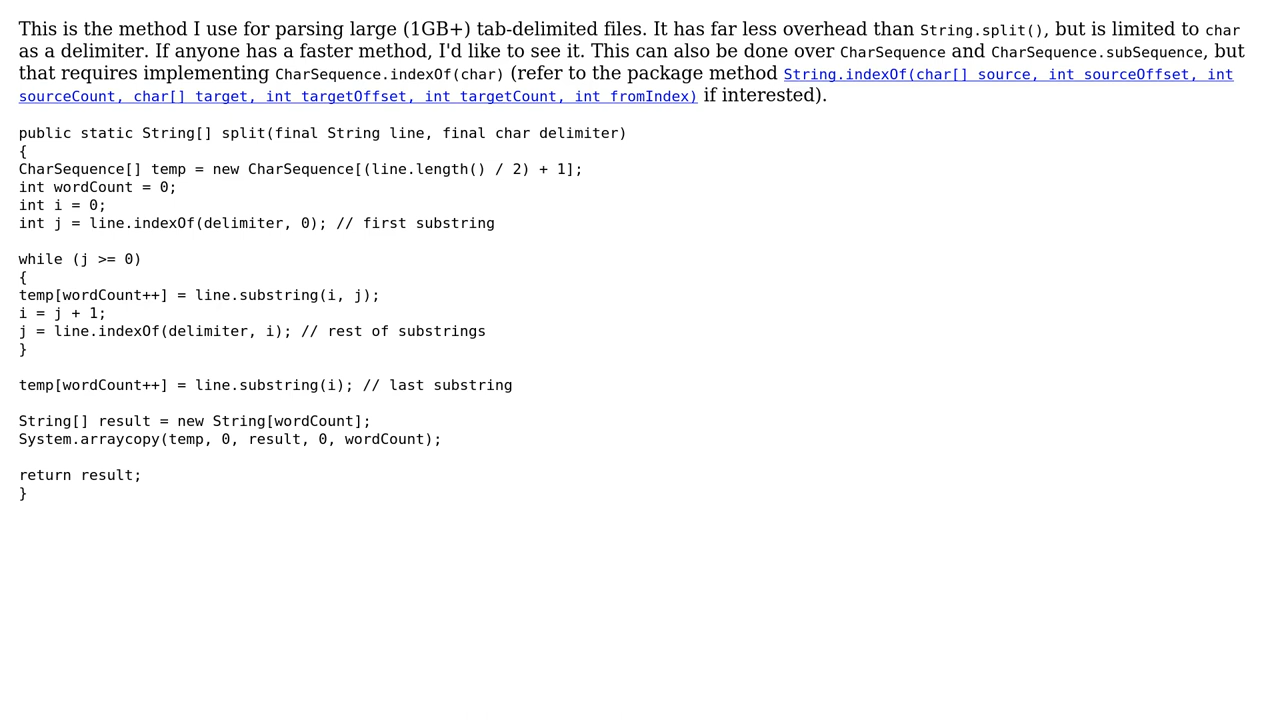 This is the method I use for parsing large (1GB+) tab-delimited files. It has far less overhead than String.split(), but is limited to char
as a delimiter. If anyone has a faster method, I'd like to see it. This can also be done over CharSequence and CharSequence.subSequence, but
that requires implementing CharSequence.indexOf(char) (refer to the package method String.indexOf(char[] source, int sourceOffset, int
sourceCount, char[] target, int targetOffset, int targetCount, int fromIndex) if interested).
public static String[] split(final String line, final char delimiter)
{
CharSequence[] temp = new CharSequence[(line.length() / 2) + 1];
int wordCount = 0;
int i = 0;
int j = line.indexOf(delimiter, 0); // first substring
while (j >= 0)
{
temp[wordCount++] = line.substring(i, j);
i = j + 1;
j = line.indexOf(delimiter, i); // rest of substrings
}
temp[wordCount++] = line.substring(i); // last substring
String[] result = new String[wordCount];
System.arraycopy(temp, 0, result, 0, wordCount);
return result;
}